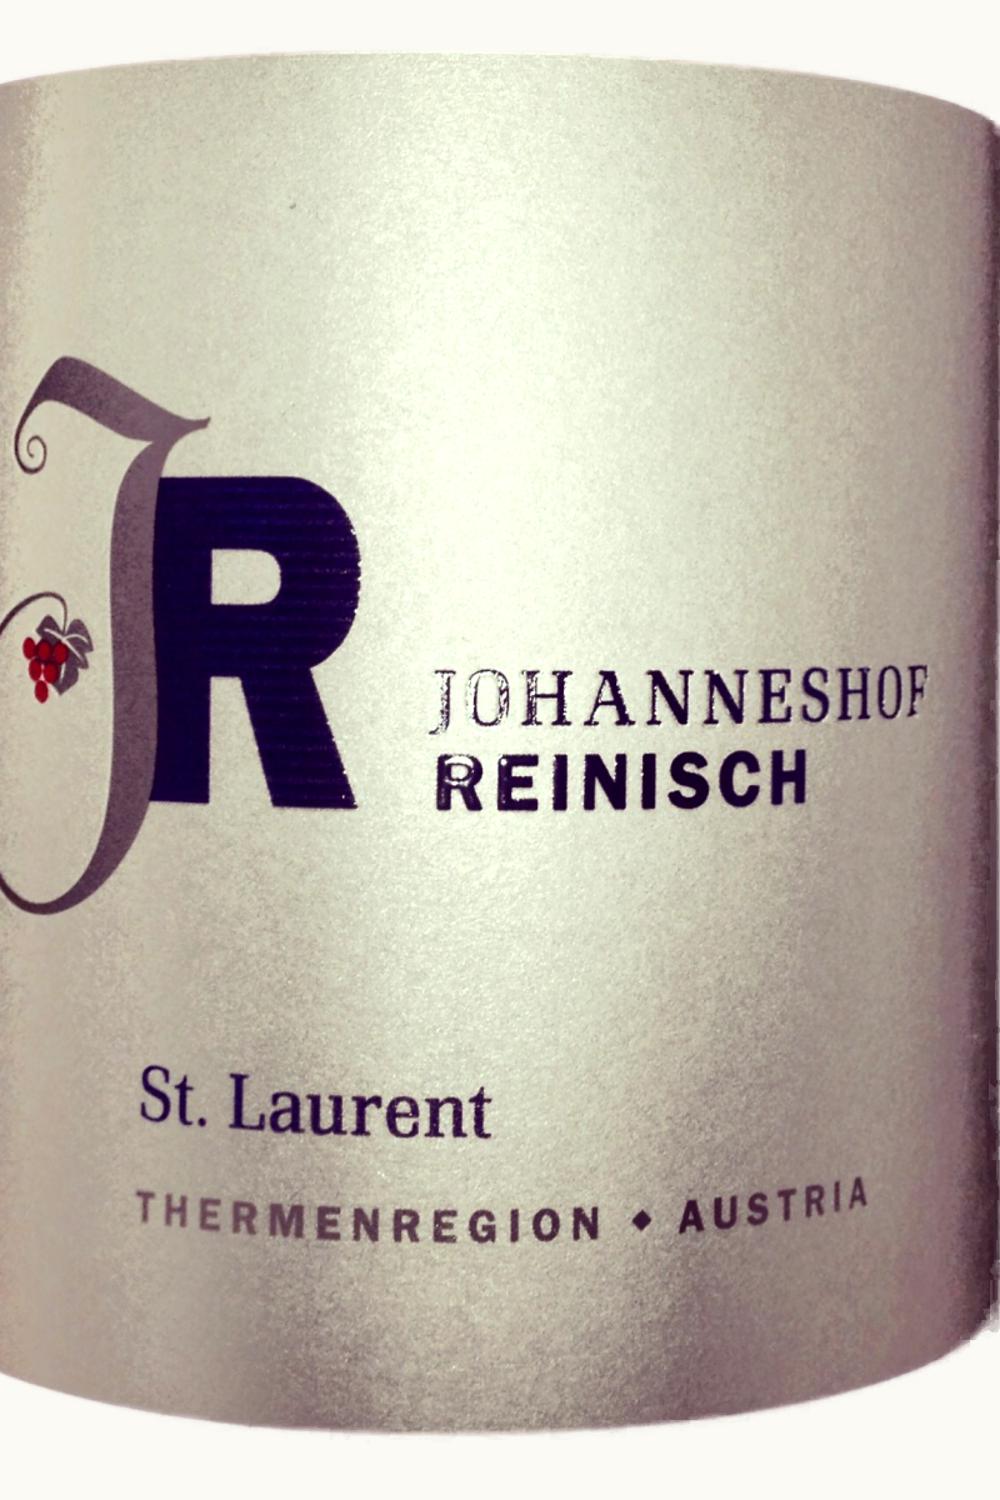 JR
JOHANNESHOF
REINISCH
St. Laurent
THERMENREGION ◆ AUSTRIA